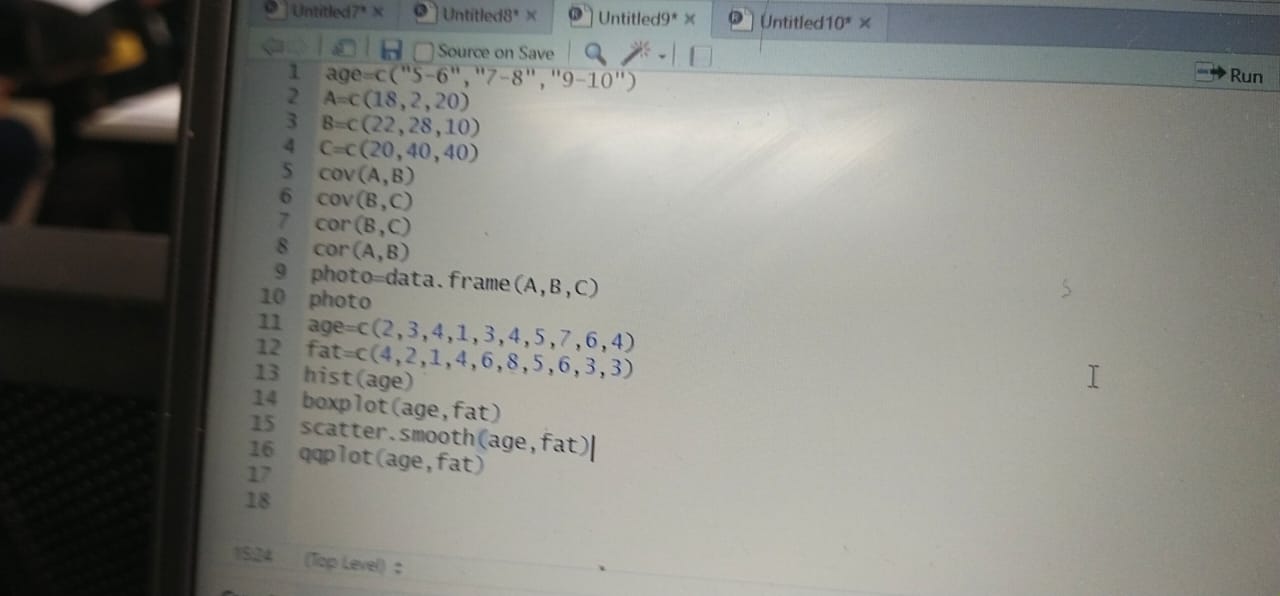 Untitled7* × Untitled8* × Untitled9* × Untitled10* ×
Source on Save Run
1 age=c("5-6","7-8","9-10")
2 A=c(18,2,20)
3 B=c(22,28,10)
4 C=c(20,40,40)
5 cov(A,B)
6 cov(B,C)
7 cor(B,C)
8 cor(A,B)
9 photo=data.frame(A,B,C)
10 photo
11 age=c(2,3,4,1,3,4,5,7,6,4)
12 fat=c(4,2,1,4,6,8,5,6,3,3)
13 hist(age)
14 boxplot(age,fat)
15 scatter.smooth(age,fat)
16 qqplot(age,fat)
17
18
15:24 (Top Level)